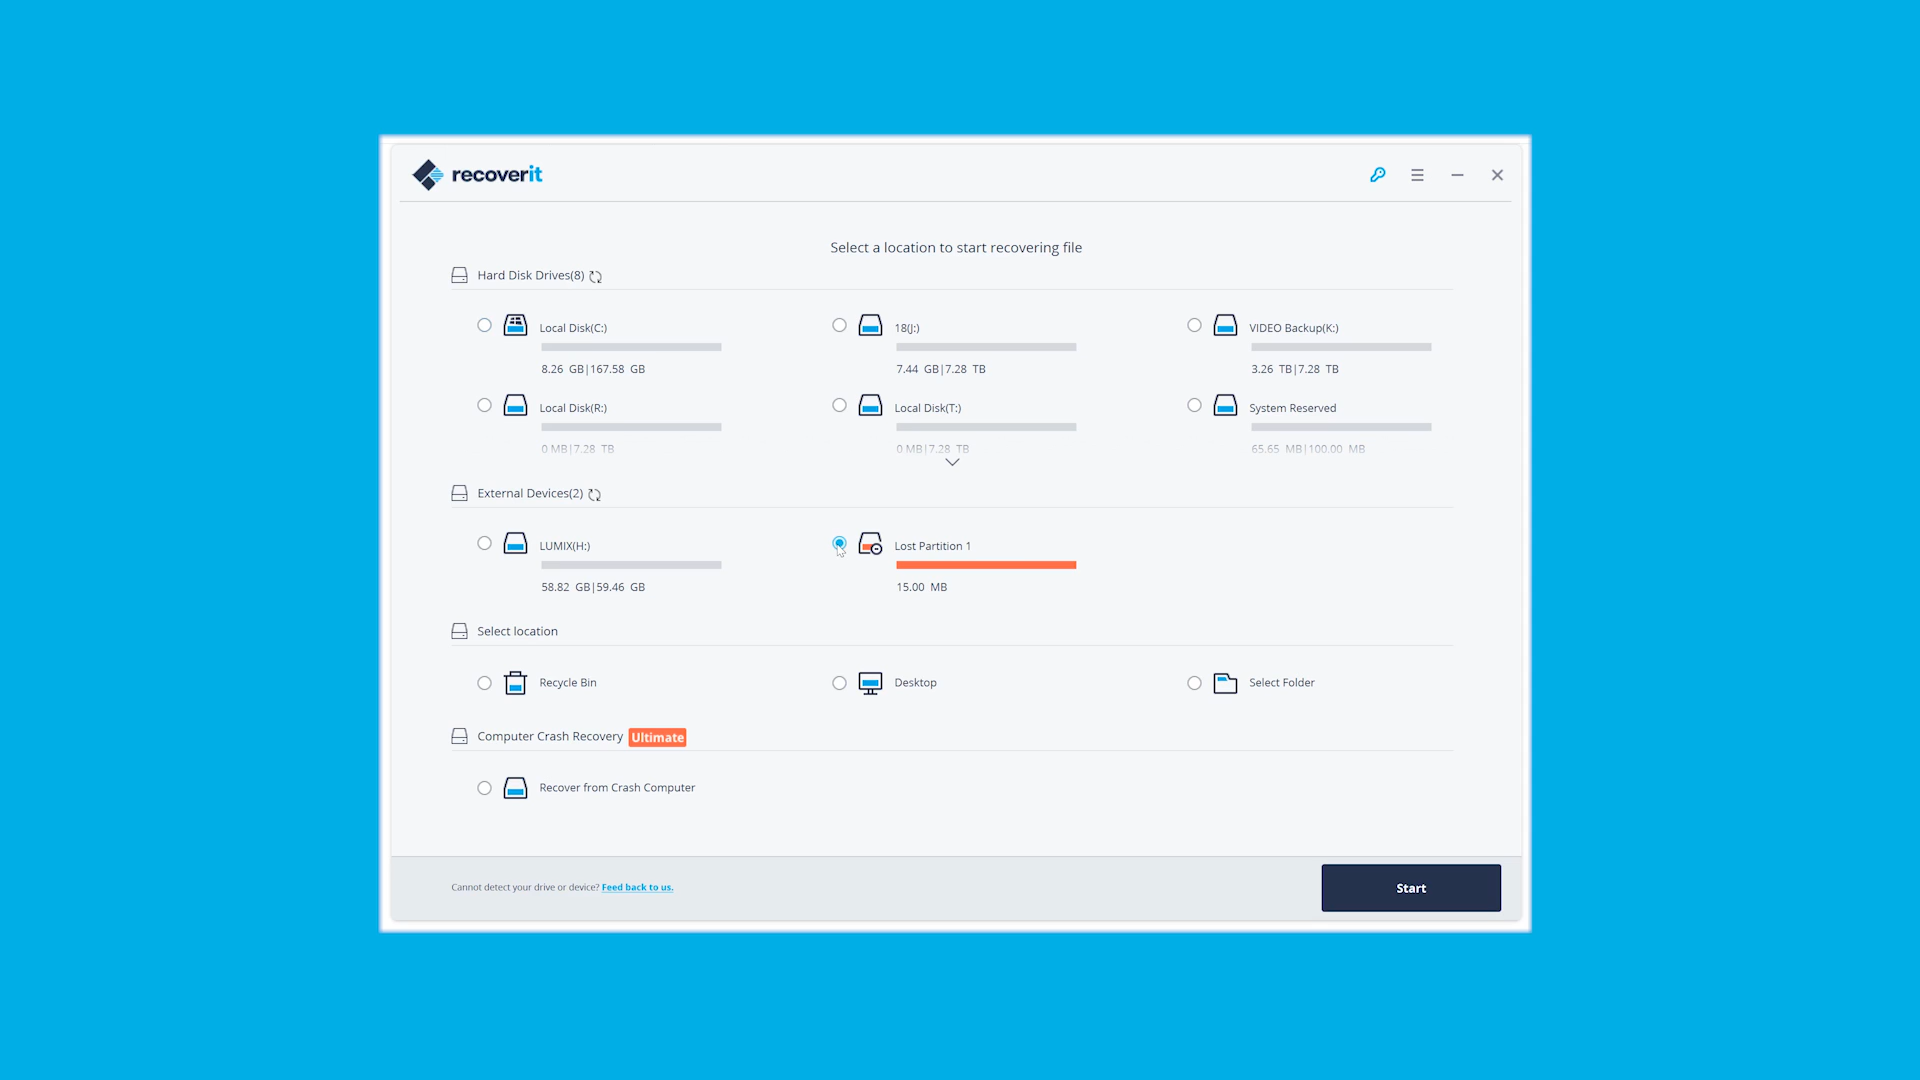 recoverit
Select a location to start recovering file
Hard Disk Drives(8)
Local Disk(C:)
8.26 GB|167.58 GB
18(J:)
7.44 GB|7.28 TB
VIDEO Backup(K:)
3.26 TB|7.28 TB
Local Disk(R:)
0 MB|7.28 TB
Local Disk(T:)
0 MB|7.28 TB
System Reserved
65.65 MB|100.00 MB
External Devices(2)
LUMIX(H:)
58.82 GB|59.46 GB
Lost Partition 1
15.00 MB
Select location
Recycle Bin
Desktop
Select Folder
Computer Crash Recovery Ultimate
Recover from Crash Computer
Cannot detect your drive or device? Feed back to us.
Start